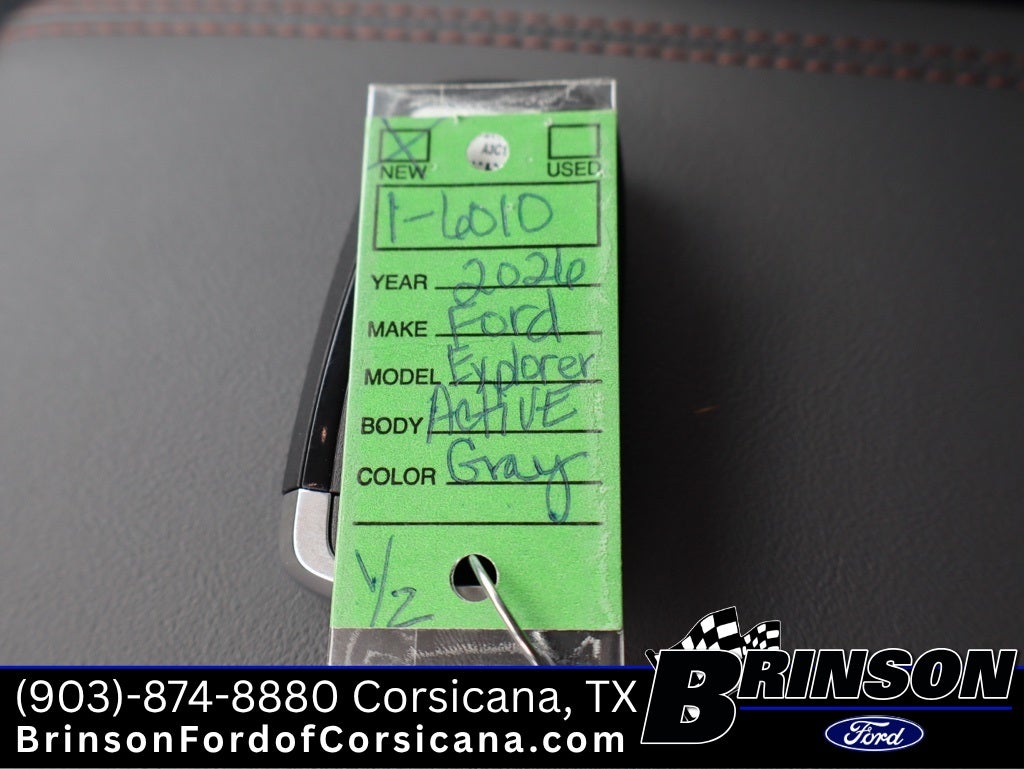 NEW USED
1-6010
YEAR 2026
MAKE Ford
MODEL Explorer
BODY ACTIVE
COLOR Gray
1/2
(903)-874-8880 Corsicana, TX
BrinsonFordofCorsicana.com
BRINSON
Ford